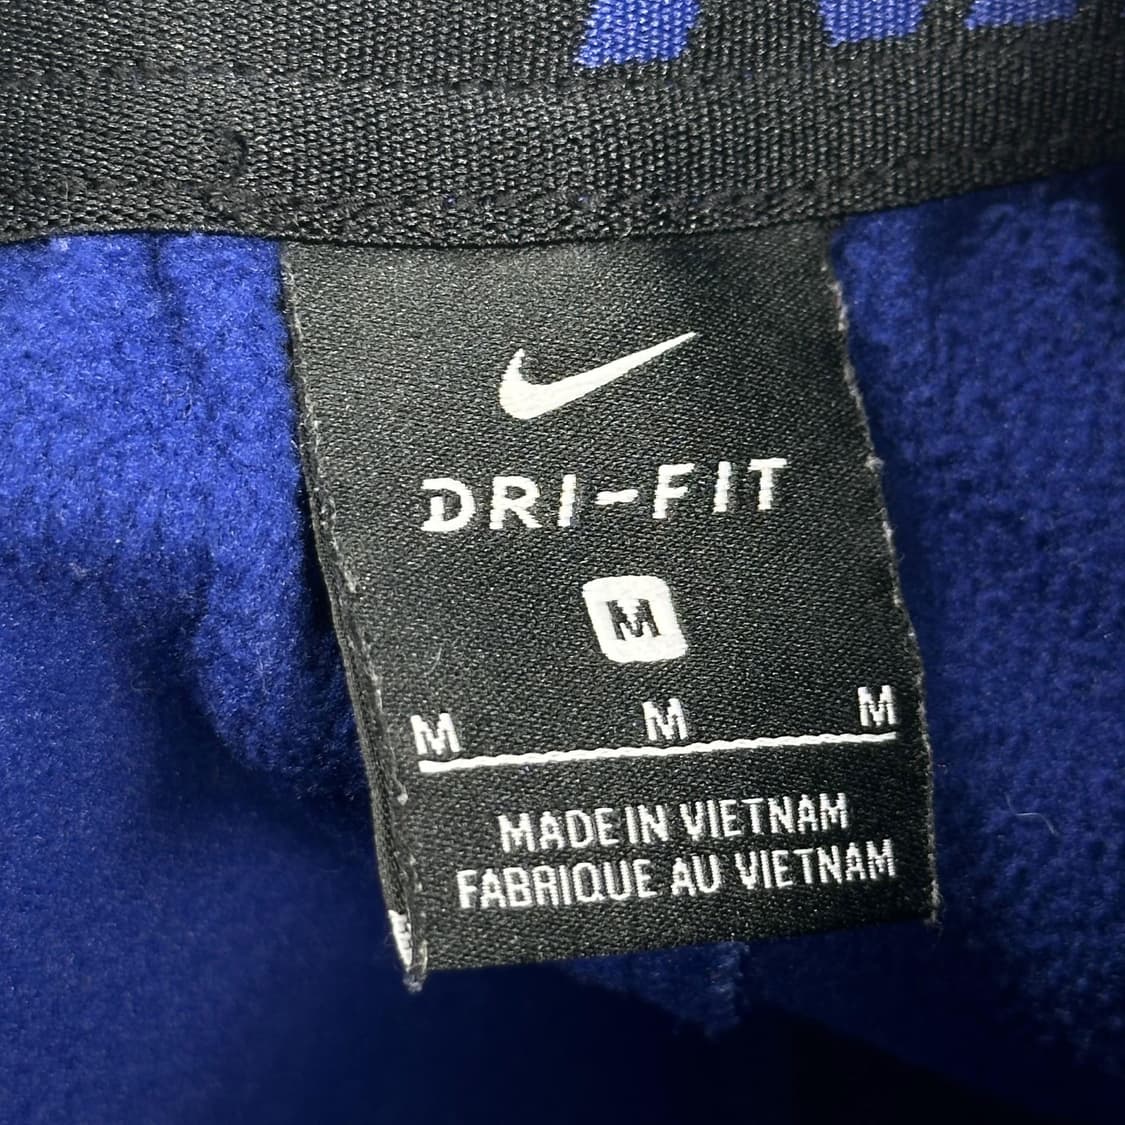 DRI-FIT
M
M M M
MADE IN VIETNAM
FABRIQUE AU VIETNAM